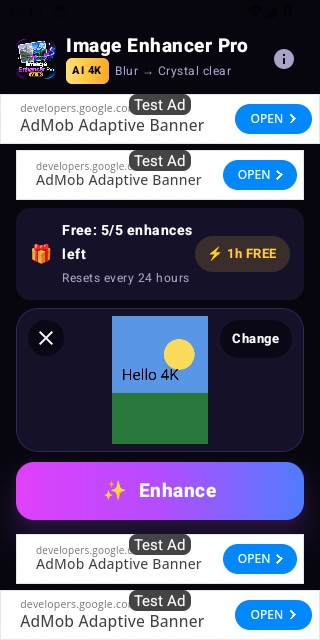 Image Enhancer Pro
AI 4K Blur → Crystal clear
Test Ad
developers.google.co
AdMob Adaptive Banner
OPEN
Test Ad
developers.google.co
AdMob Adaptive Banner
OPEN
Free: 5/5 enhances left
⚡ 1h FREE
Resets every 24 hours
Change
Hello 4K
✨ Enhance
Test Ad
developers.google.c
AdMob Adaptive Banner
OPEN
Test Ad
developers.google.co
AdMob Adaptive Banner
OPEN